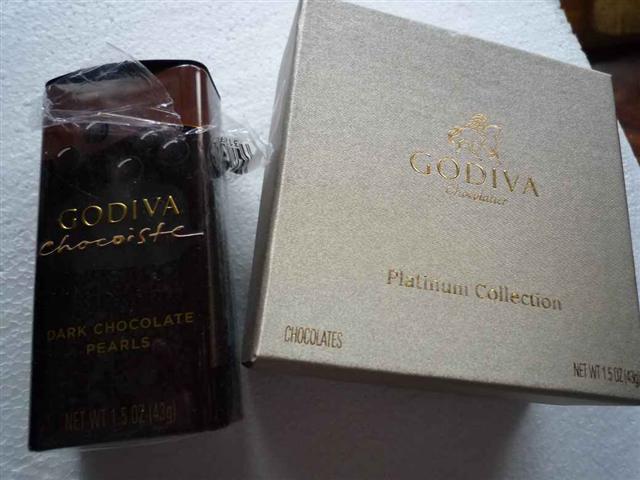 GODIVA
chocoiste
DARK CHOCOLATE
PEARLS
NET WT 1.5 OZ (43g)
GODIVA
Chocolatier
Platinum Collection
CHOCOLATES
NET WT 1.5 OZ (43g)